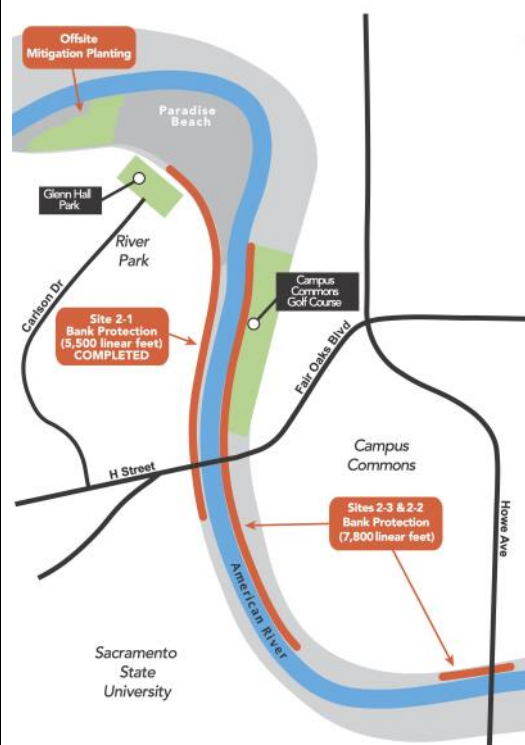 Offsite
Mitigation Planting
Paradise
Beach
Glenn Hall
Park
River
Park
Carlson Dr
Campus
Commons
Golf Course
Site 2-1
Bank Protection
(5,500 linear feet)
COMPLETED
Fair Oaks Blvd
H Street
Campus
Commons
Sites 2-3 & 2-2
Bank Protection
(7,800 linear feet)
Howe Ave
American River
Sacramento
State
University